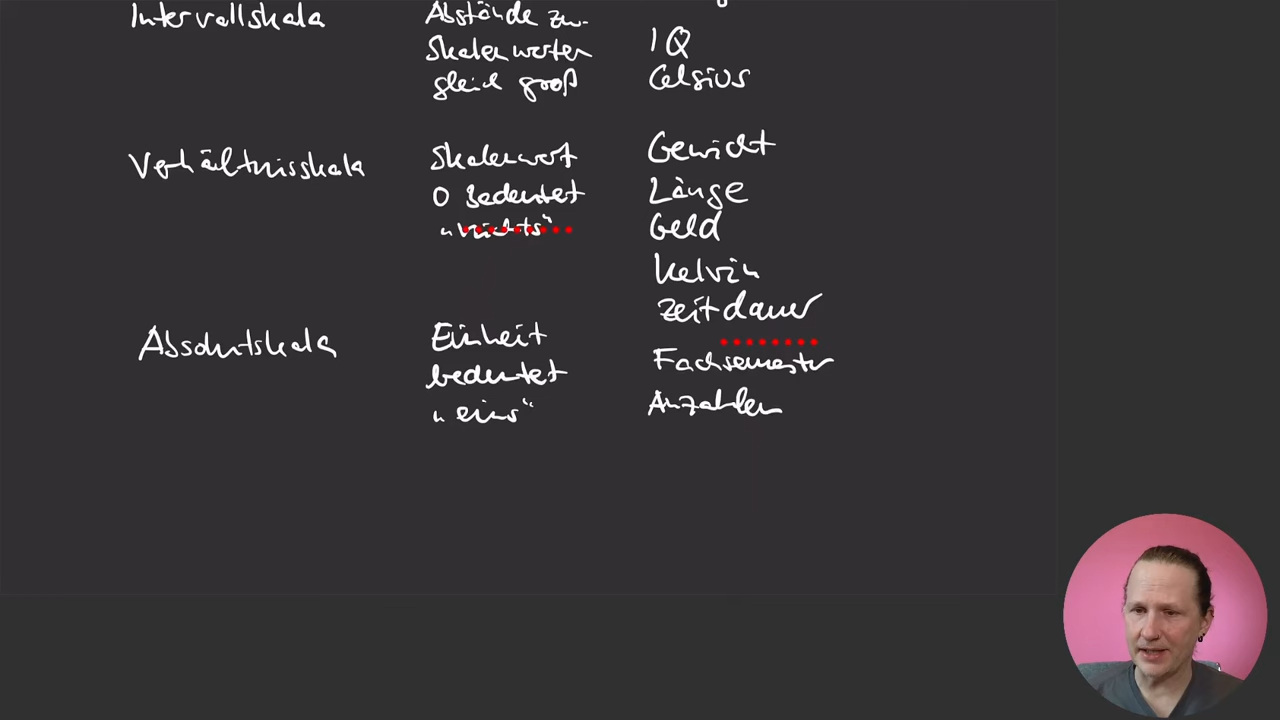 Intervallskala
Abstände zw.
Skalenwerten
gleich groß
IQ
Celsius
Verhältnisskala
Skalenwert
0 bedeutet
„nichts“
Gewicht
Länge
Geld
Kelvin
Zeitdauer
Absolutskala
Einheit
bedeutet
„eins“
Fachsemester
Anzahlen